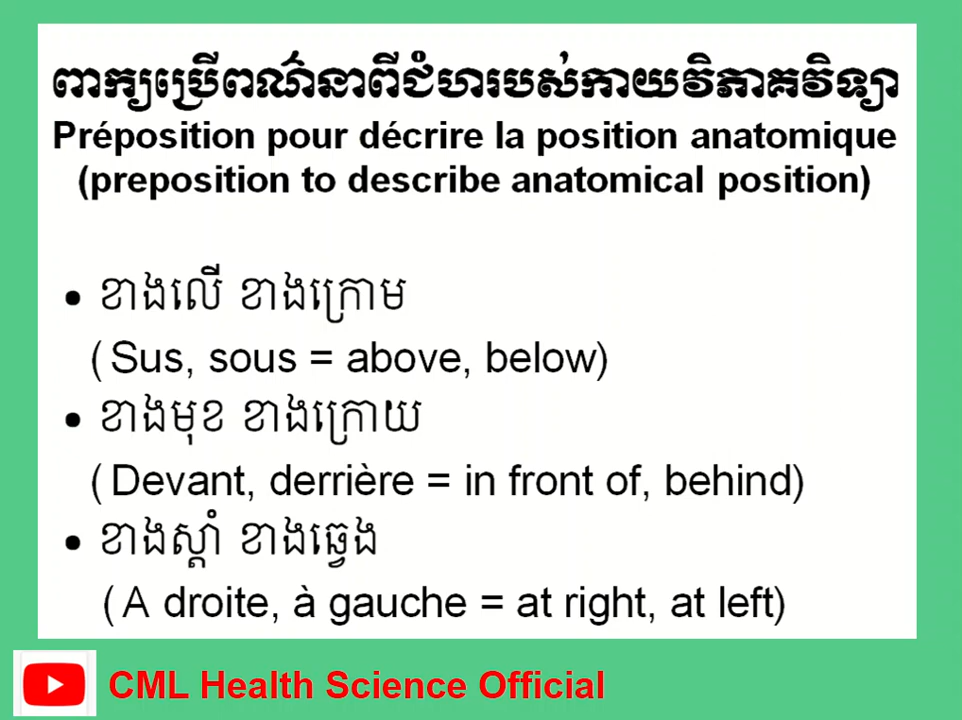 ពាក្យប្រើពណ៌នាពីជំហរបស់កាយវិភាគវិទ្យា
Préposition pour décrire la position anatomique
(preposition to describe anatomical position)
• ខាងលើ ខាងក្រោម
(Sus, sous = above, below)
• ខាងមុខ ខាងក្រោយ
(Devant, derrière = in front of, behind)
• ខាងស្តាំ ខាងឆ្វេង
(A droite, à gauche = at right, at left)
CML Health Science Official